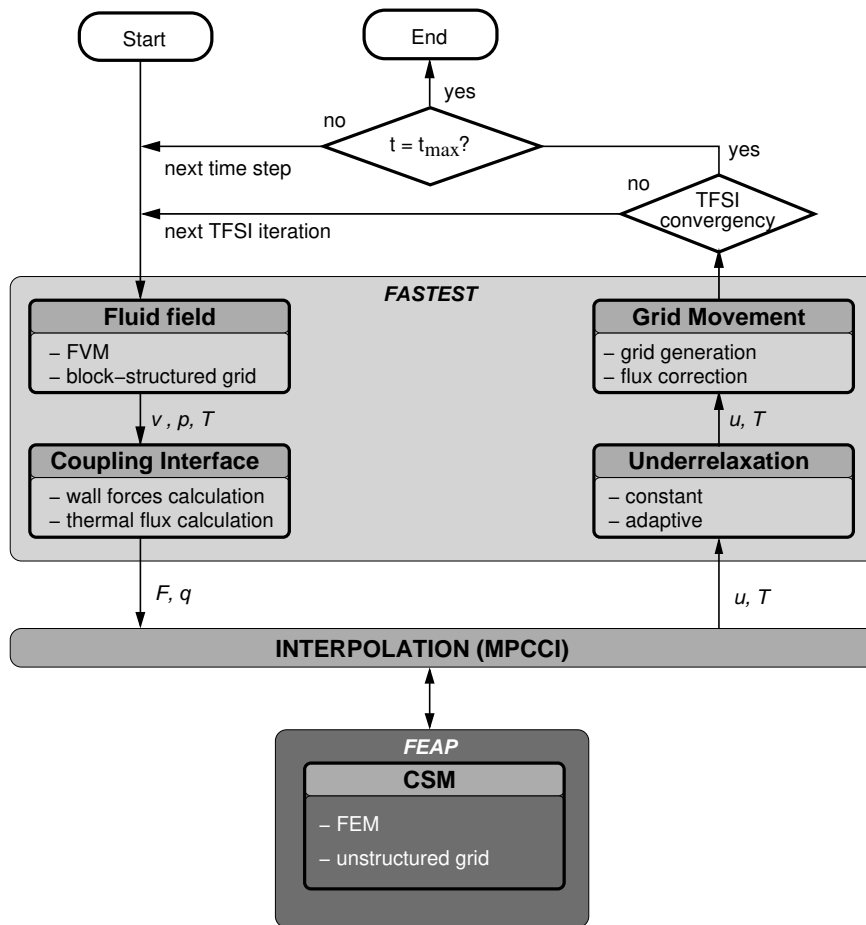 Start
End
yes
no
t = tmax?
next time step
yes
no
TFSI
convergency
next TFSI iteration
FASTEST
Fluid field
– FVM
– block–structured grid
Grid Movement
– grid generation
– flux correction
v , p, T
u, T
Coupling Interface
– wall forces calculation
– thermal flux calculation
Underrelaxation
– constant
– adaptive
F, q
u, T
INTERPOLATION (MPCCI)
FEAP
CSM
– FEM
– unstructured grid